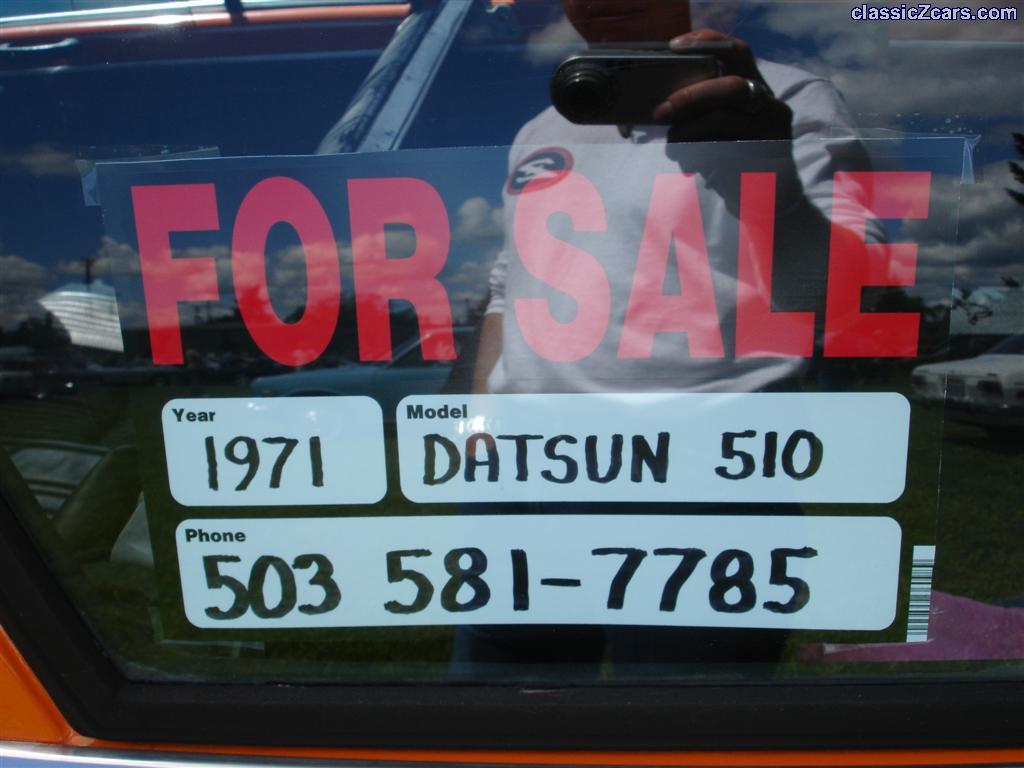 classicZcars.com
FOR SALE
Year
1971
Model
DATSUN 510
Phone
503 581-7785